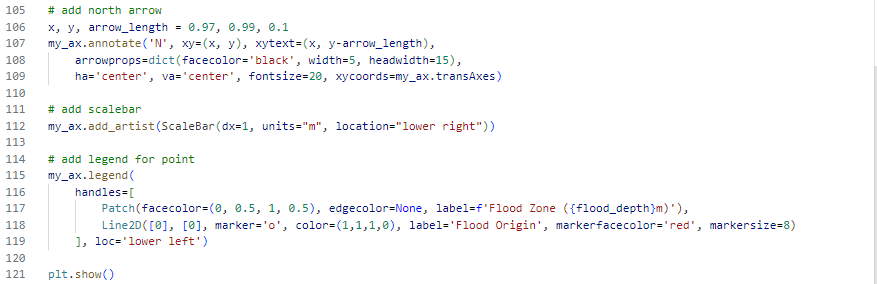 105 # add north arrow
106 x, y, arrow_length = 0.97, 0.99, 0.1
107 my_ax.annotate('N', xy=(x, y), xytext=(x, y-arrow_length),
108     arrowprops=dict(facecolor='black', width=5, headwidth=15),
109     ha='center', va='center', fontsize=20, xycoords=my_ax.transAxes)
110
111 # add scalebar
112 my_ax.add_artist(ScaleBar(dx=1, units="m", location="lower right"))
113
114 # add legend for point
115 my_ax.legend(
116     handles=[
117         Patch(facecolor=(0, 0.5, 1, 0.5), edgecolor=None, label=f'Flood Zone ({flood_depth}m)'),
118         Line2D([0], [0], marker='o', color=(1,1,1,0), label='Flood Origin', markerfacecolor='red', markersize=8)
119     ], loc='lower left')
120
121 plt.show()